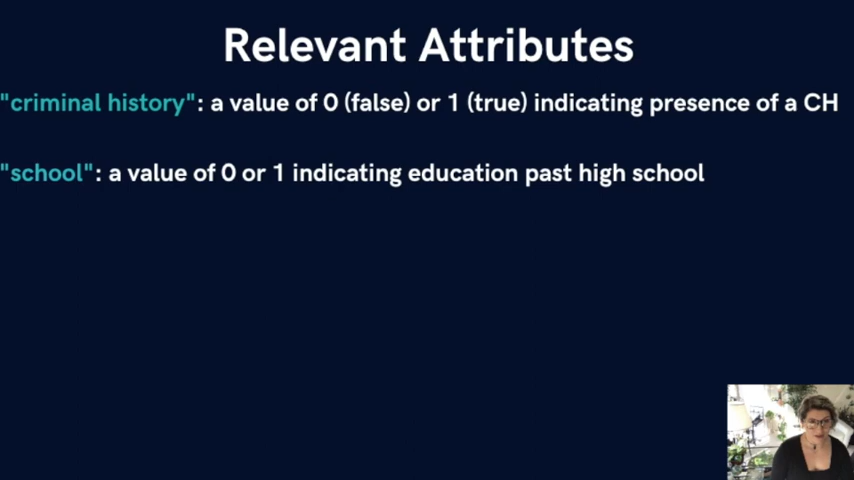 Relevant Attributes
"criminal history": a value of 0 (false) or 1 (true) indicating presence of a CH
"school": a value of 0 or 1 indicating education past high school